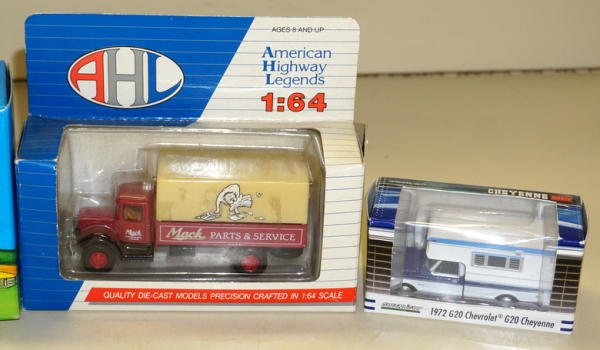 AGES 8 AND UP
AHL
American
Highway
Legends
1:64
Mack
Mack PARTS & SERVICE
QUALITY DIE-CAST MODELS PRECISION CRAFTED IN 1:64 SCALE
CHEYENNE
1972 G20 Chevrolet® G20 Cheyenne